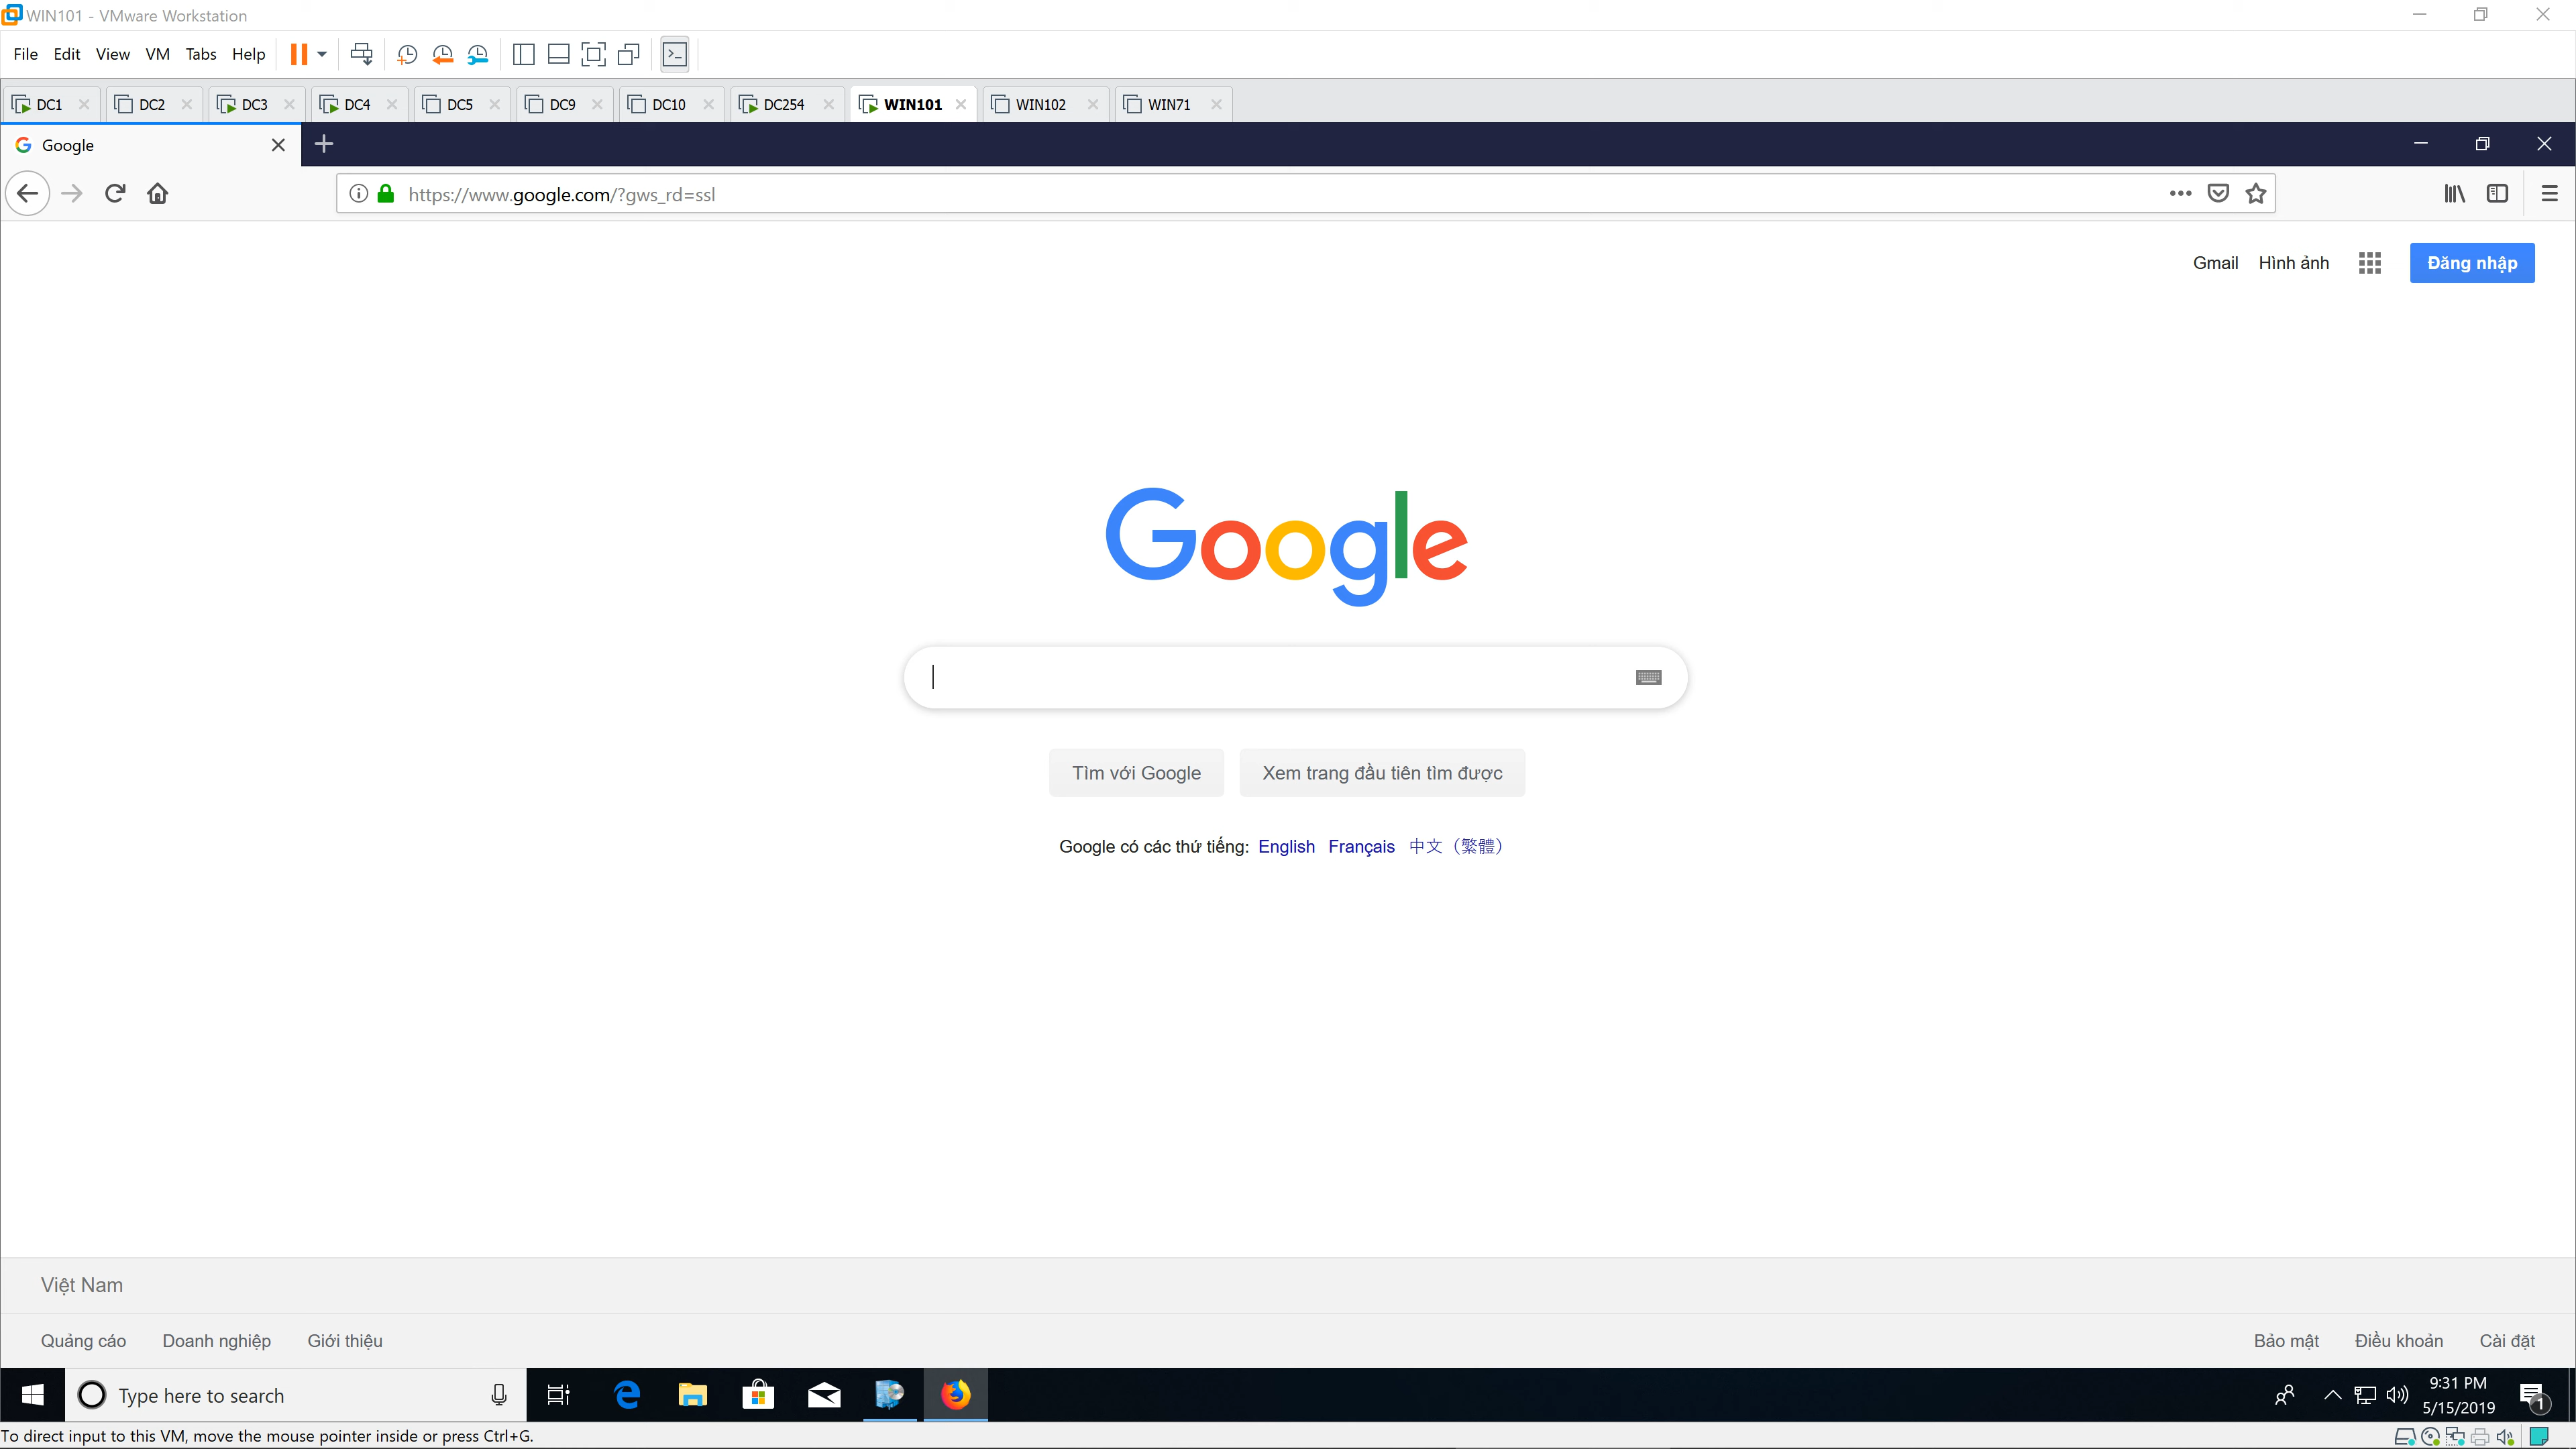 WIN101 - VMware Workstation
File Edit View VM Tabs Help
DC1 DC2 DC3 DC4 DC5 DC9 DC10 DC254 WIN101 WIN102 WIN71
Google
https://www.google.com/?gws_rd=ssl
Gmail Hình ảnh Đăng nhập
Google
Tìm với Google Xem trang đầu tiên tìm được
Google có các thứ tiếng: English Français 中文（繁體）
Việt Nam
Quảng cáo Doanh nghiệp Giới thiệu Bảo mật Điều khoản Cài đặt
Type here to search
9:31 PM
5/15/2019
1
To direct input to this VM, move the mouse pointer inside or press Ctrl+G.